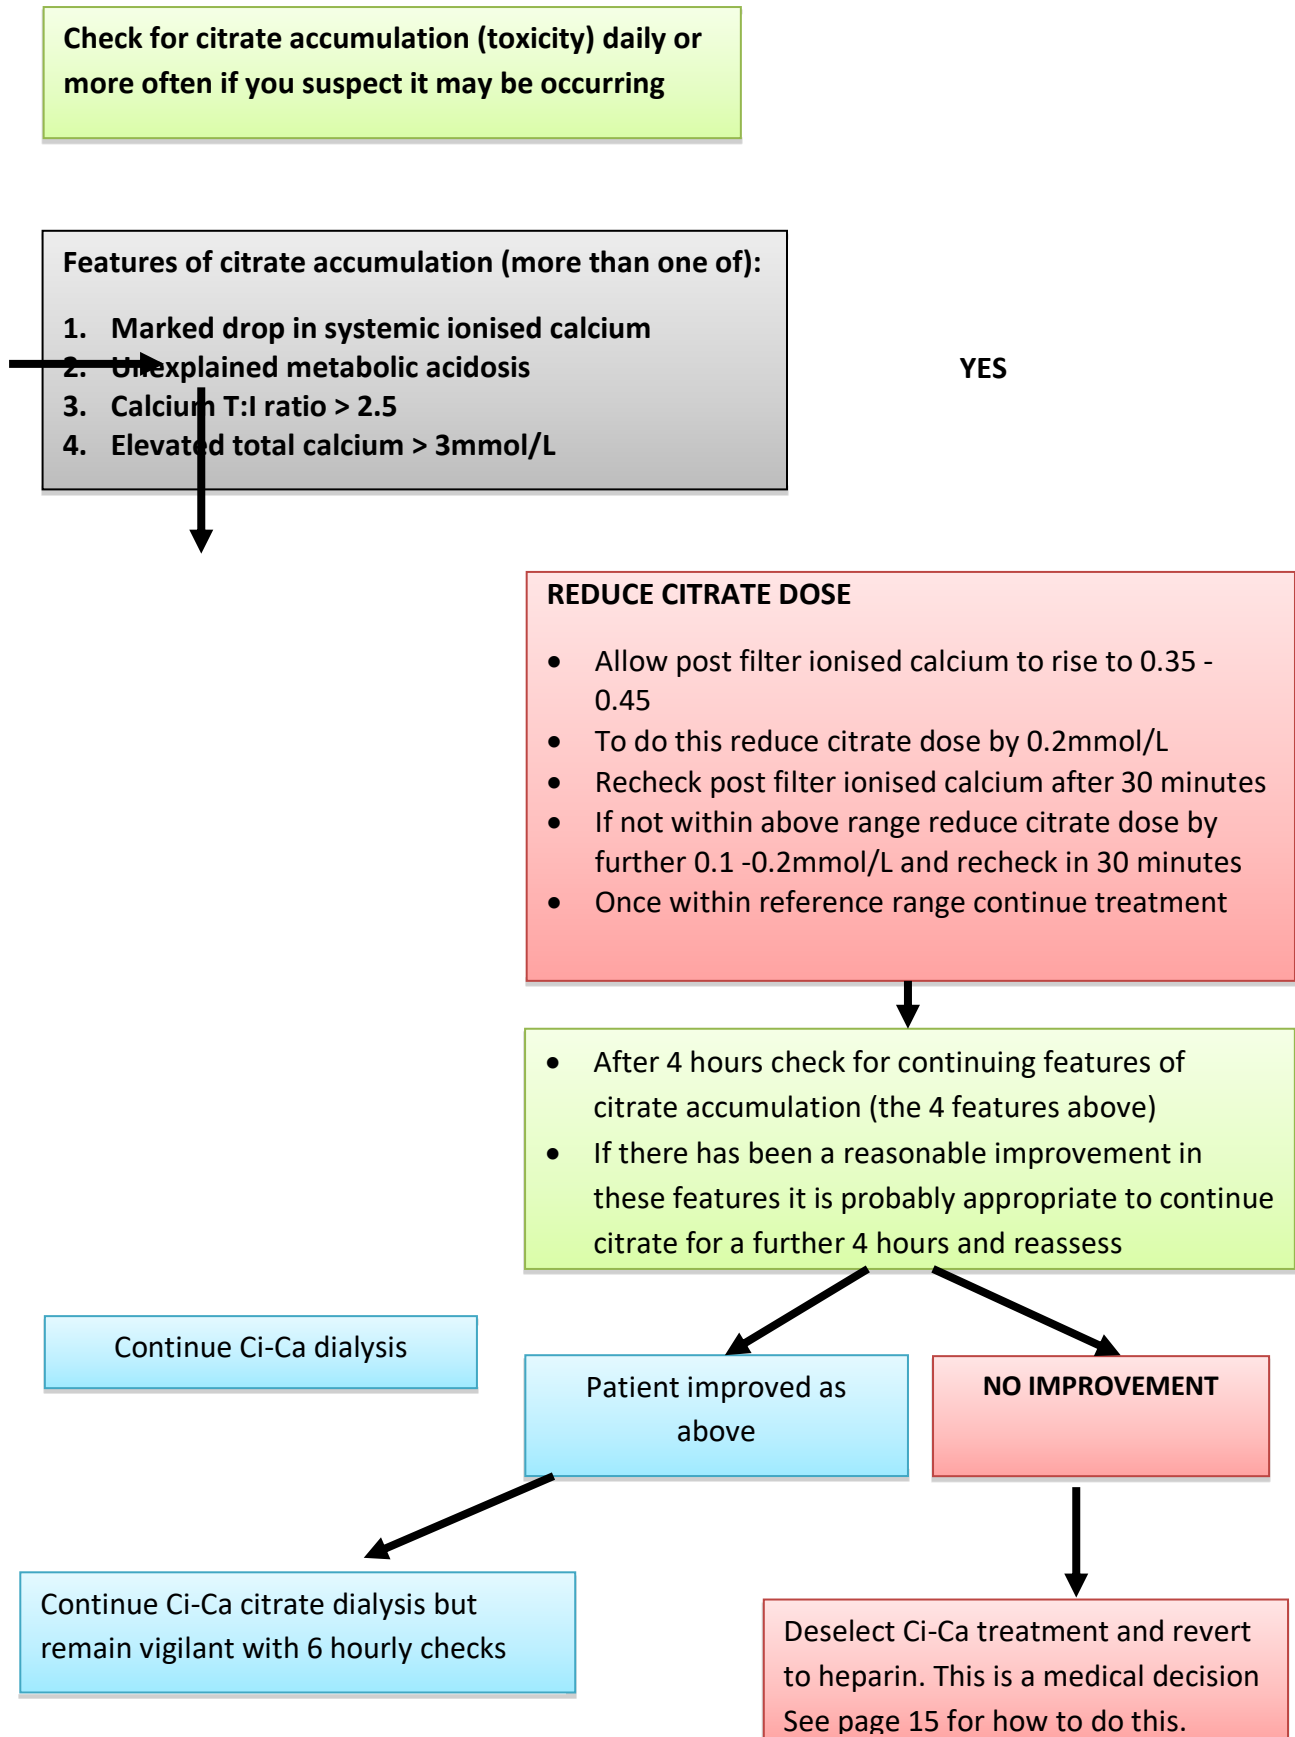 Check for citrate accumulation (toxicity) daily or
more often if you suspect it may be occurring
Features of citrate accumulation (more than one of):
1. Marked drop in systemic ionised calcium
2. Unexplained metabolic acidosis
3. Calcium T:I ratio > 2.5
4. Elevated total calcium > 3mmol/L
YES
REDUCE CITRATE DOSE
• Allow post filter ionised calcium to rise to 0.35 -
0.45
• To do this reduce citrate dose by 0.2mmol/L
• Recheck post filter ionised calcium after 30 minutes
• If not within above range reduce citrate dose by
further 0.1 -0.2mmol/L and recheck in 30 minutes
• Once within reference range continue treatment
• After 4 hours check for continuing features of
citrate accumulation (the 4 features above)
• If there has been a reasonable improvement in
these features it is probably appropriate to continue
citrate for a further 4 hours and reassess
Continue Ci-Ca dialysis
Patient improved as
above
NO IMPROVEMENT
Continue Ci-Ca citrate dialysis but
remain vigilant with 6 hourly checks
Deselect Ci-Ca treatment and revert
to heparin. This is a medical decision
See page 15 for how to do this.